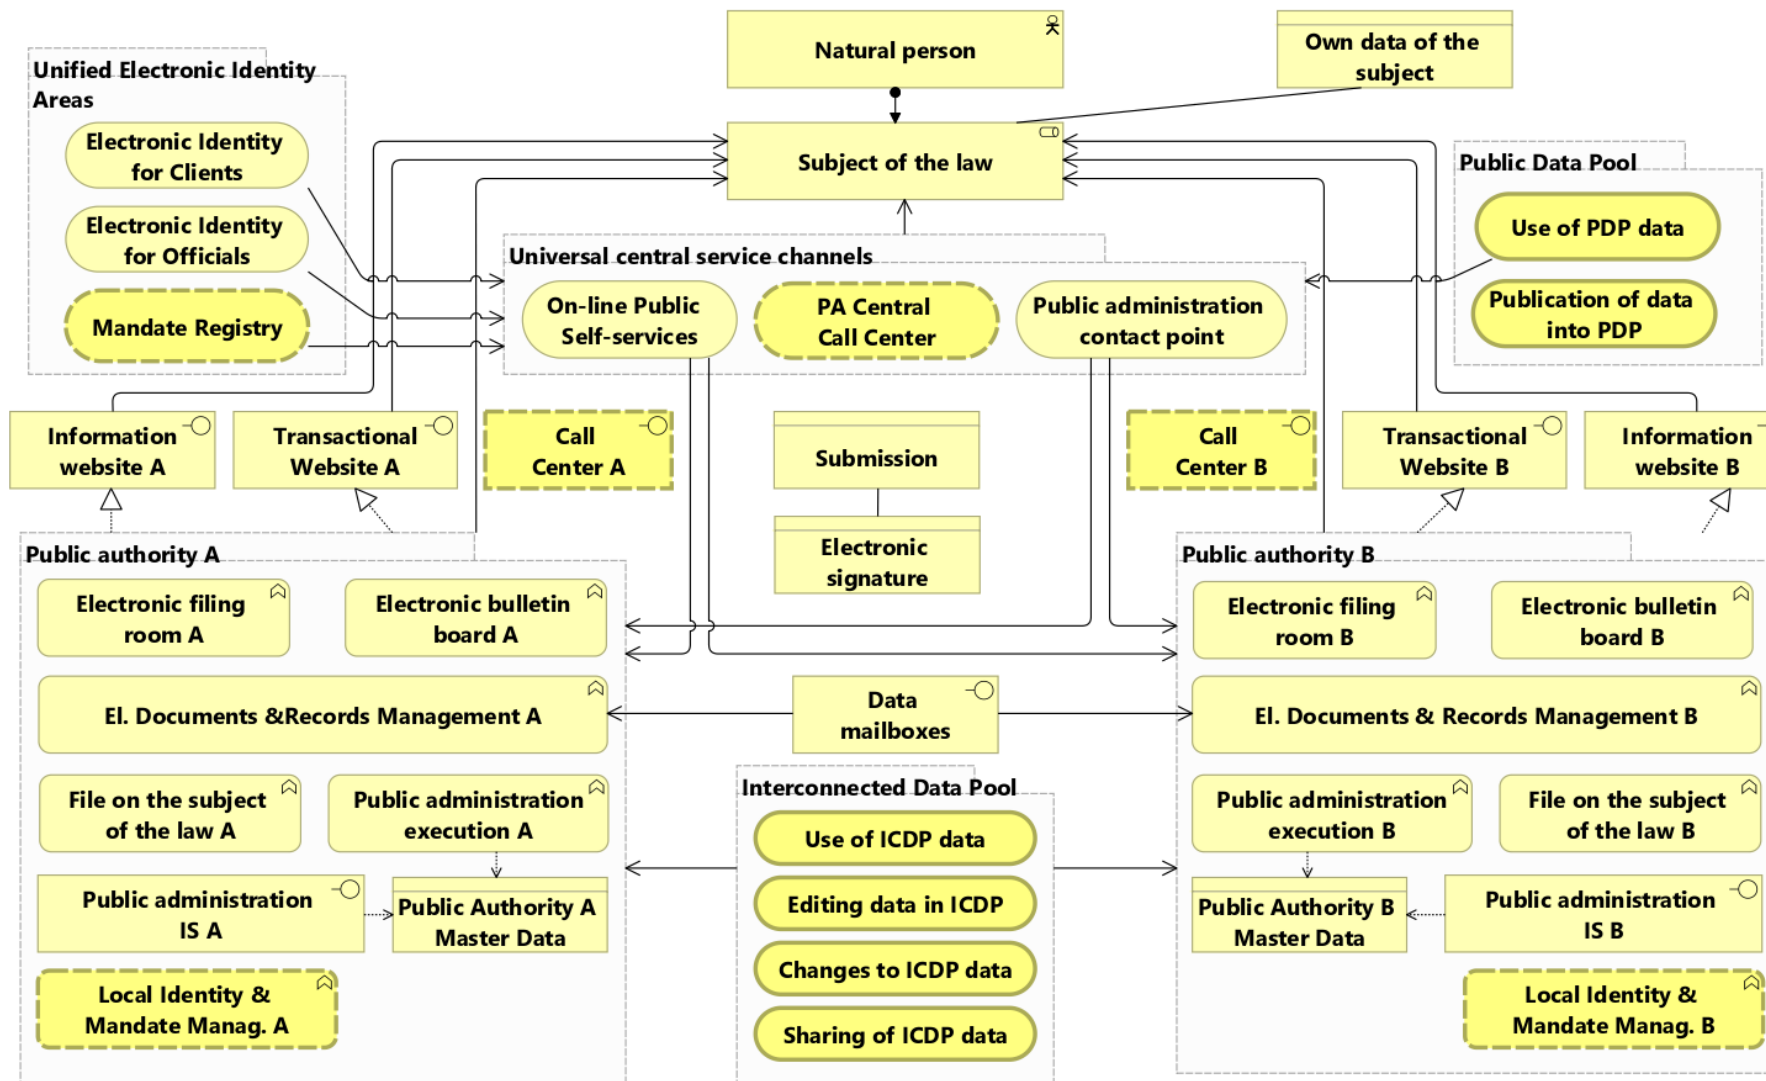 Natural person
Own data of the
subject
Unified Electronic Identity
Areas
Electronic Identity
for Clients
Subject of the law
Public Data Pool
Electronic Identity
for Officials
Use of PDP data
Universal central service channels
Mandate Registry
On-line Public
Self-services
PA Central
Call Center
Public administration
contact point
Publication of data
into PDP
Information
website A
Transactional
Website A
Call
Center A
Submission
Call
Center B
Transactional
Website B
Information
website B
Public authority A
Electronic
signature
Public authority B
Electronic filing
room A
Electronic bulletin
board A
Electronic filing
room B
Electronic bulletin
board B
El. Documents &Records Management A
Data
mailboxes
El. Documents & Records Management B
File on the subject
of the law A
Public administration
execution A
Interconnected Data Pool
Use of ICDP data
Public administration
execution B
File on the subject
of the law B
Public administration
IS A
Public Authority A
Master Data
Editing data in ICDP
Public Authority B
Master Data
Public administration
IS B
Changes to ICDP data
Local Identity &
Mandate Manag. A
Sharing of ICDP data
Local Identity &
Mandate Manag. B